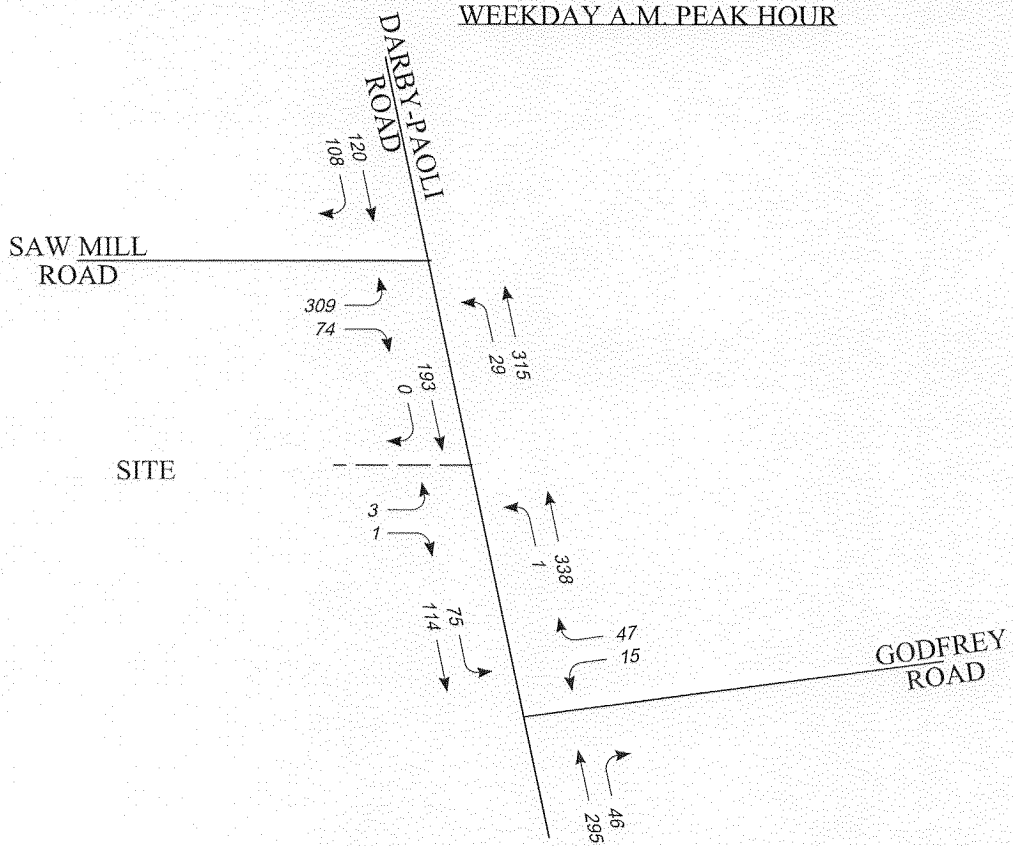 WEEKDAY A.M. PEAK HOUR
DARBY-PAOLI
ROAD
120
108
SAW MILL
ROAD
309
74
315
29
193
0
SITE
3
1
338
1
75
114
47
15
GODFREY
ROAD
46
295